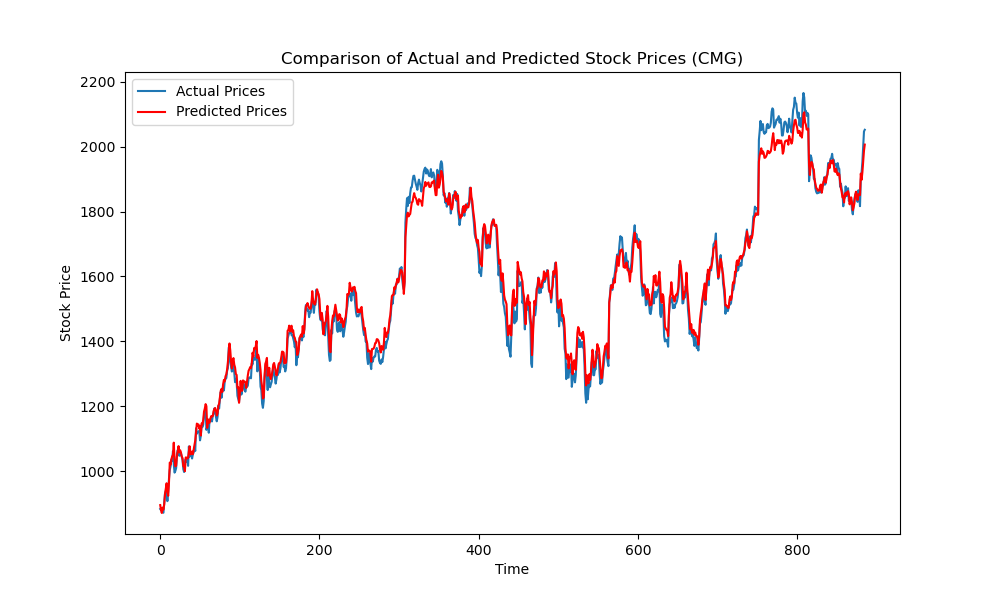 Comparison of Actual and Predicted Stock Prices (CMG)
Actual Prices
Predicted Prices
Stock Price
2200
2000
1800
1600
1400
1200
1000
0 200 400 600 800
Time